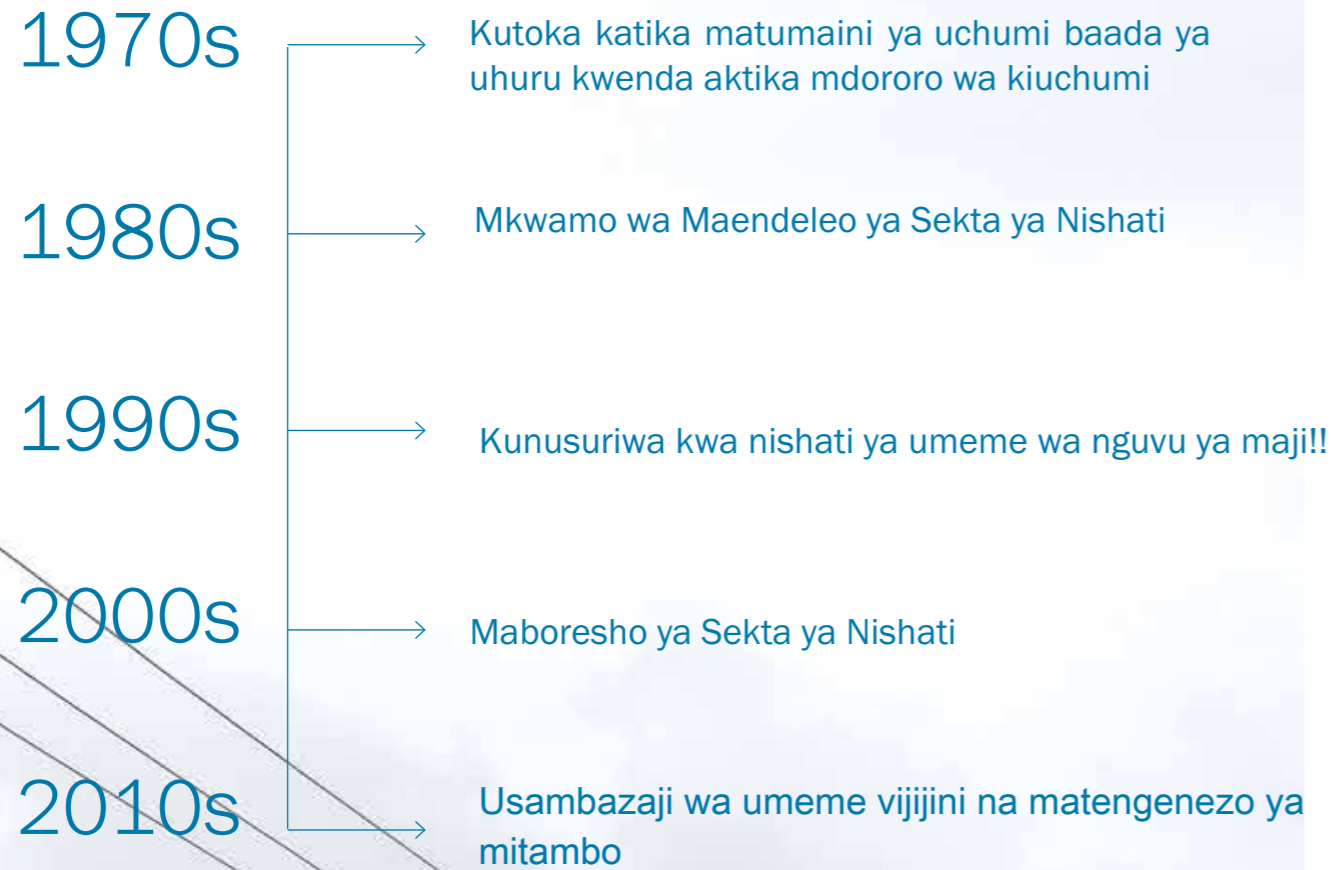 1970s
Kutoka katika matumaini ya uchumi baada ya
uhuru kwenda aktika mdororo wa kiuchumi
1980s
Mkwamo wa Maendeleo ya Sekta ya Nishati
1990s
Kunusuriwa kwa nishati ya umeme wa nguvu ya maji!!
2000s
Maboresho ya Sekta ya Nishati
2010s
Usambazaji wa umeme vijijini na matengenezo ya
mitambo